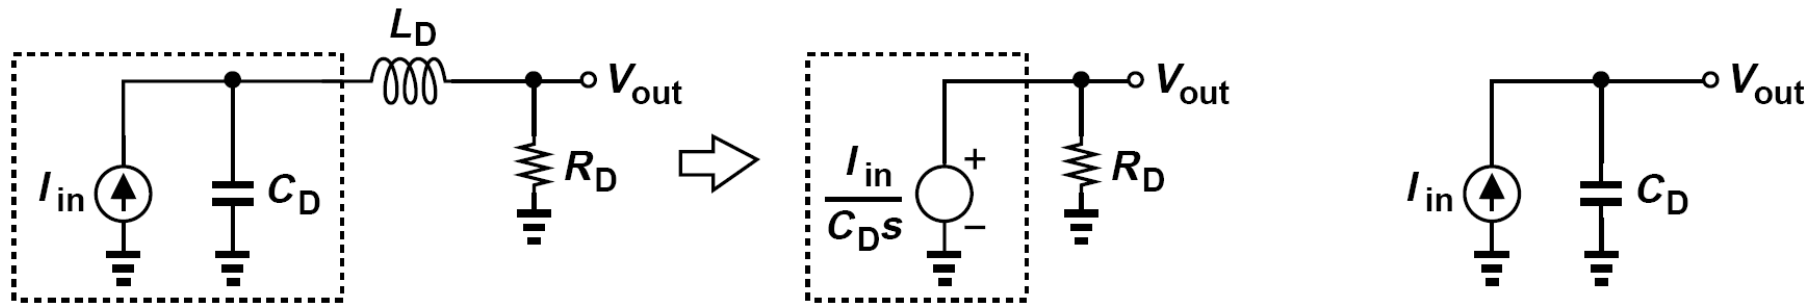 L_D
V_out
I_in
C_D
R_D
V_out
I_in
C_D s
+
−
R_D
V_out
I_in
C_D